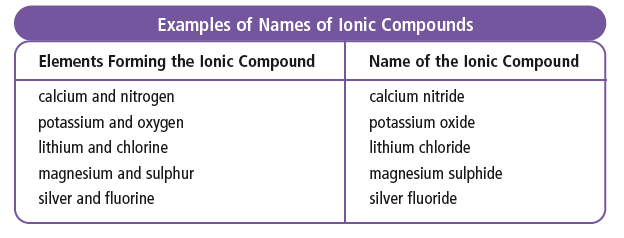 Examples of Names of Ionic Compounds
Elements Forming the Ionic Compound Name of the Ionic Compound
calcium and nitrogen calcium nitride
potassium and oxygen potassium oxide
lithium and chlorine lithium chloride
magnesium and sulphur magnesium sulphide
silver and fluorine silver fluoride